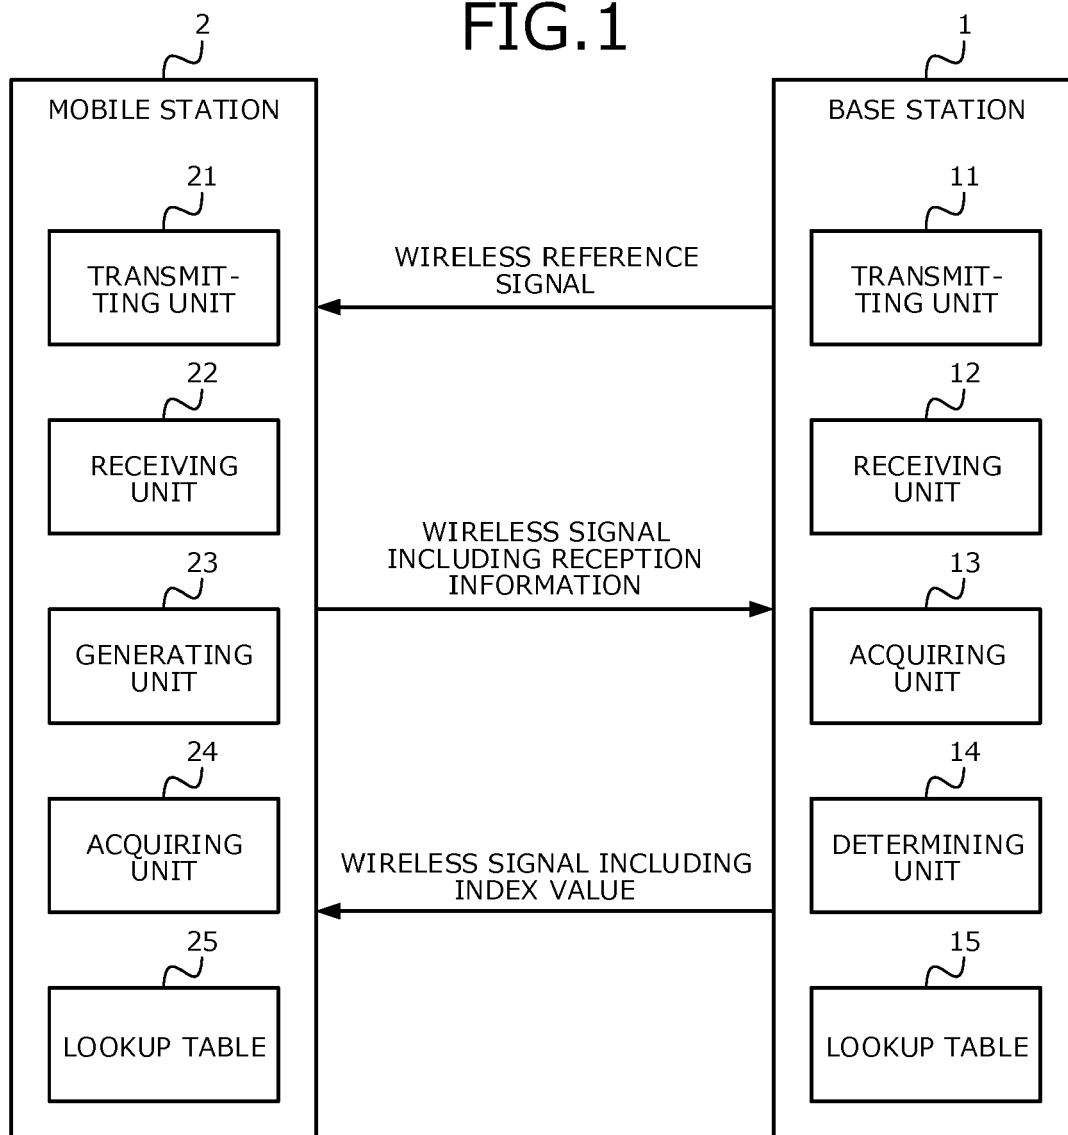 FIG.1
2
MOBILE STATION
21
TRANSMIT-
TING UNIT
22
RECEIVING
UNIT
23
GENERATING
UNIT
24
ACQUIRING
UNIT
25
LOOKUP TABLE
WIRELESS REFERENCE
SIGNAL
WIRELESS SIGNAL
INCLUDING RECEPTION
INFORMATION
WIRELESS SIGNAL INCLUDING
INDEX VALUE
1
BASE STATION
11
TRANSMIT-
TING UNIT
12
RECEIVING
UNIT
13
ACQUIRING
UNIT
14
DETERMINING
UNIT
15
LOOKUP TABLE